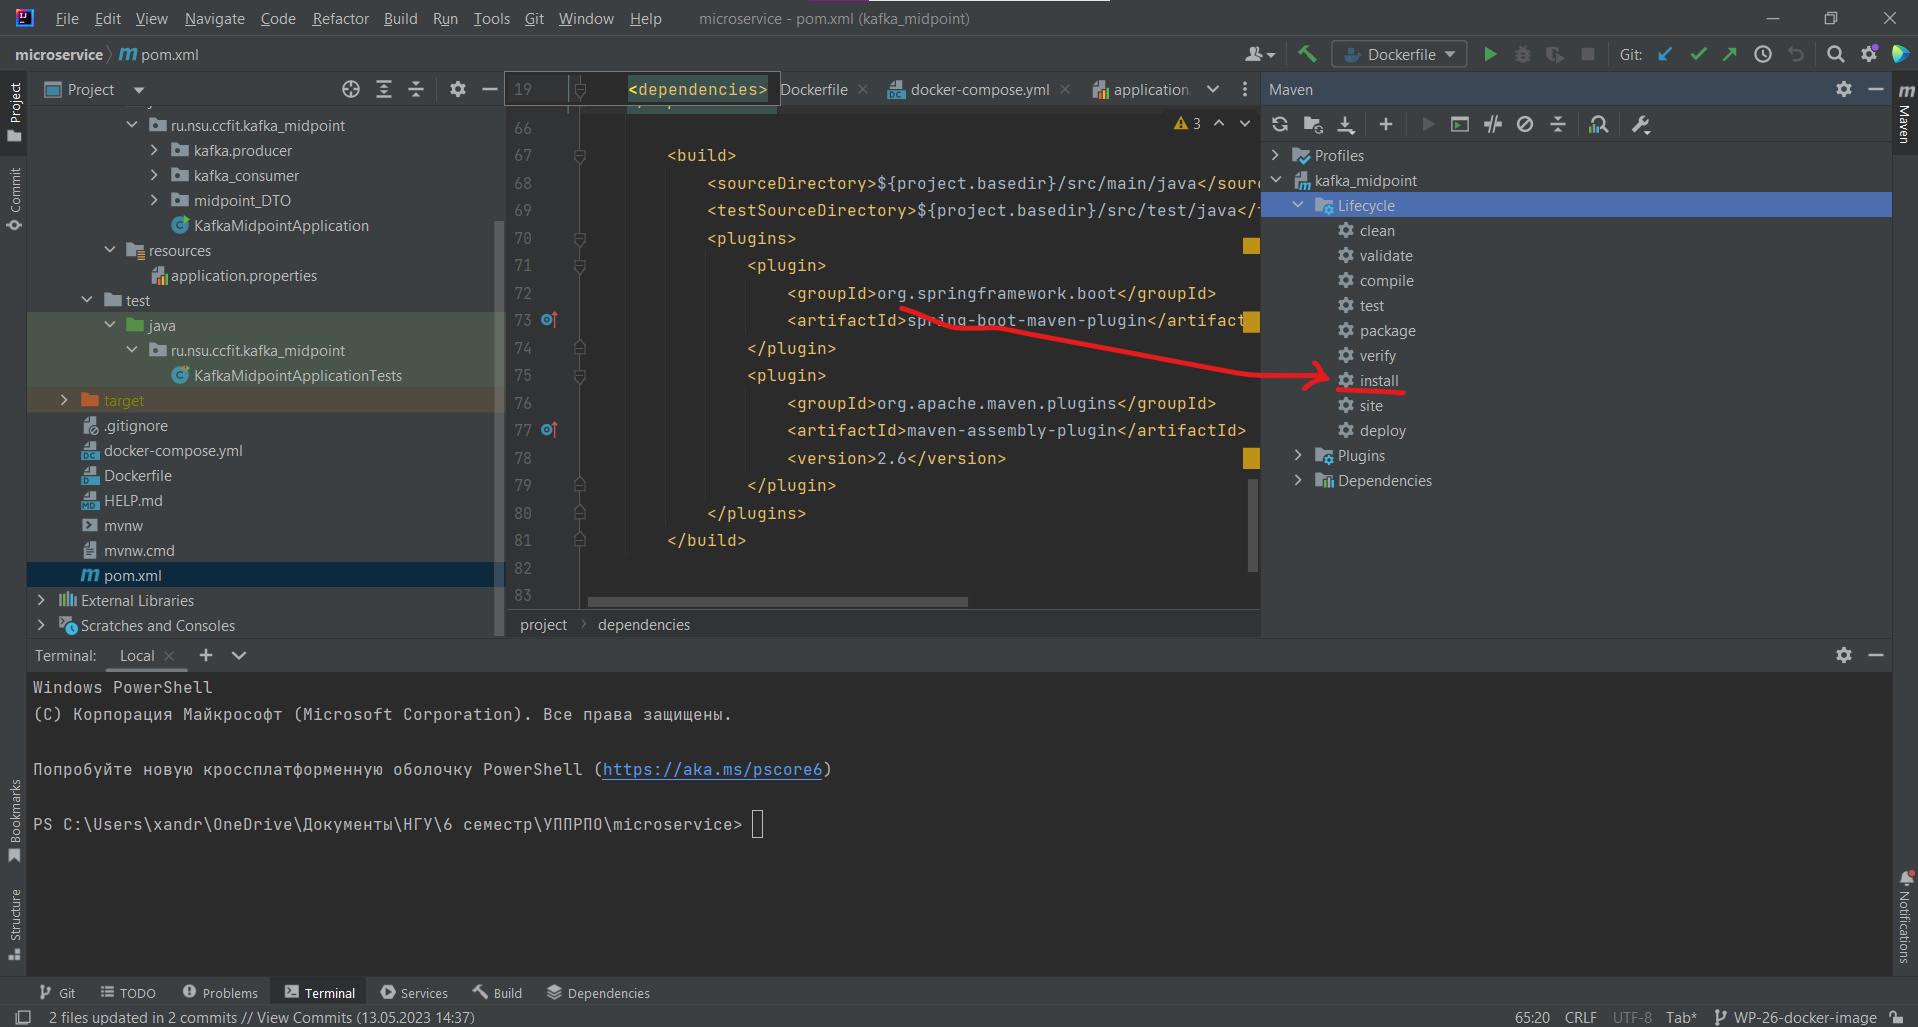 File Edit View Navigate Code Refactor Build Run Tools Git Window Help microservice - pom.xml (kafka_midpoint)
microservice pom.xml Dockerfile Git:
Project
Dockerfile docker-compose.yml application.
Maven
Project
Commit
Bookmarks
Structure
ru.nsu.ccfit.kafka_midpoint
kafka.producer
kafka_consumer
midpoint_DTO
KafkaMidpointApplication
resources
application.properties
test
java
ru.nsu.ccfit.kafka_midpoint
KafkaMidpointApplicationTests
target
.gitignore
docker-compose.yml
Dockerfile
HELP.md
mvnw
mvnw.cmd
pom.xml
External Libraries
Scratches and Consoles
19 <dependencies>
3
66
67 <build>
68 <sourceDirectory>${project.basedir}/src/main/java</sour
69 <testSourceDirectory>${project.basedir}/src/test/java</
70 <plugins>
71 <plugin>
72 <groupId>org.springframework.boot</groupId>
73 <artifactId>spring-boot-maven-plugin</artifact
74 </plugin>
75 <plugin>
76 <groupId>org.apache.maven.plugins</groupId>
77 <artifactId>maven-assembly-plugin</artifactId>
78 <version>2.6</version>
79 </plugin>
80 </plugins>
81 </build>
82
83
project dependencies
Profiles
kafka_midpoint
Lifecycle
clean
validate
compile
test
package
verify
install
site
deploy
Plugins
Dependencies
Maven
Notifications
Terminal: Local
Windows PowerShell
(C) Корпорация Майкрософт (Microsoft Corporation). Все права защищены.
Попробуйте новую кроссплатформенную оболочку PowerShell (https://aka.ms/pscore6)
PS C:\Users\xandr\OneDrive\Документы\НГУ\6 семестр\УППРПО\microservice>
Git TODO Problems Terminal Services Build Dependencies
2 files updated in 2 commits // View Commits (13.05.2023 14:37) 65:20 CRLF UTF-8 Tab* WP-26-docker-image